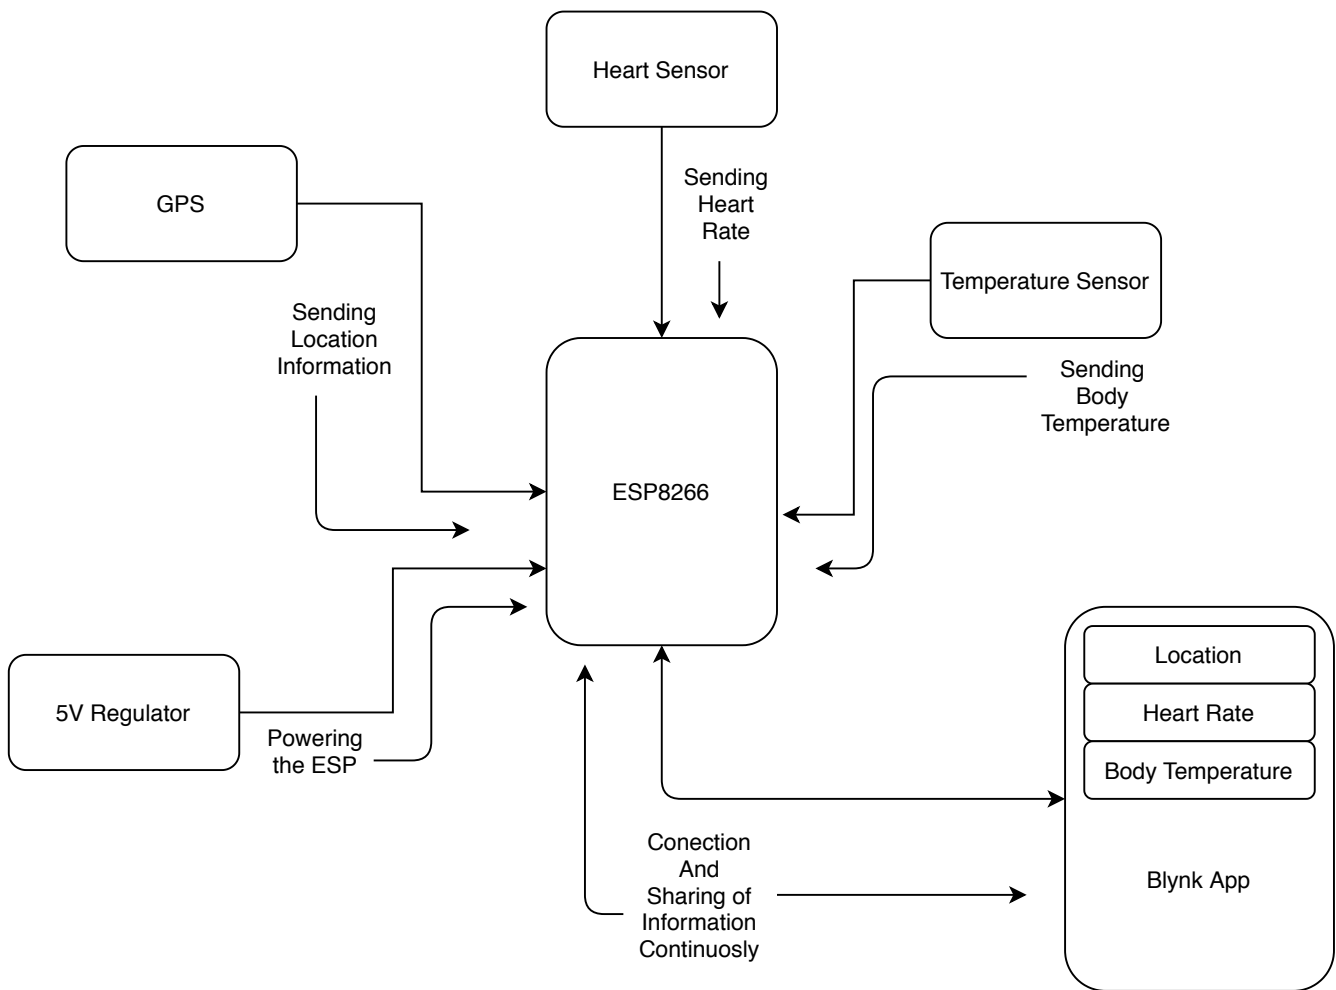 Heart Sensor
GPS
Sending
Heart
Rate
Temperature Sensor
Sending
Location
Information
Sending
Body
Temperature
ESP8266
5V Regulator
Powering
the ESP
Location
Heart Rate
Body Temperature
Blynk App
Conection
And
Sharing of
Information
Continuosly